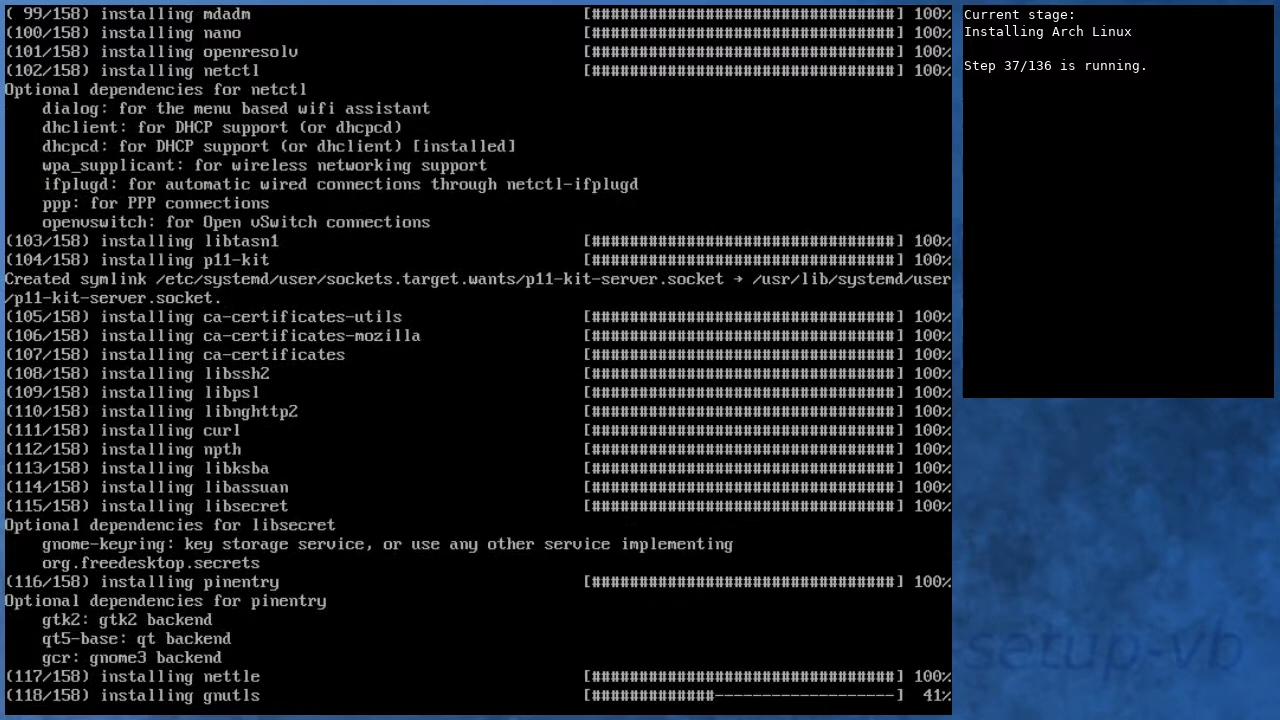 ( 99/158) installing mdadm [################################] 100%
(100/158) installing nano [################################] 100%
(101/158) installing openresolv [################################] 100%
(102/158) installing netctl [################################] 100%
Optional dependencies for netctl
dialog: for the menu based wifi assistant
dhclient: for DHCP support (or dhcpcd)
dhcpcd: for DHCP support (or dhclient) [installed]
wpa_supplicant: for wireless networking support
ifplugd: for automatic wired connections through netctl-ifplugd
ppp: for PPP connections
openvswitch: for Open vSwitch connections
(103/158) installing libtasn1 [################################] 100%
(104/158) installing p11-kit [################################] 100%
Created symlink /etc/systemd/user/sockets.target.wants/p11-kit-server.socket → /usr/lib/systemd/user
/p11-kit-server.socket.
(105/158) installing ca-certificates-utils [################################] 100%
(106/158) installing ca-certificates-mozilla [################################] 100%
(107/158) installing ca-certificates [################################] 100%
(108/158) installing libssh2 [################################] 100%
(109/158) installing libpsl [################################] 100%
(110/158) installing libnghttp2 [################################] 100%
(111/158) installing curl [################################] 100%
(112/158) installing npth [################################] 100%
(113/158) installing libksba [################################] 100%
(114/158) installing libassuan [################################] 100%
(115/158) installing libsecret [################################] 100%
Optional dependencies for libsecret
gnome-keyring: key storage service, or use any other service implementing
org.freedesktop.secrets
(116/158) installing pinentry [################################] 100%
Optional dependencies for pinentry
gtk2: gtk2 backend
qt5-base: qt backend
gcr: gnome3 backend
(117/158) installing nettle [################################] 100%
(118/158) installing gnutls [#############-------------------] 41%
Current stage:
Installing Arch Linux
Step 37/136 is running.
setup-vb